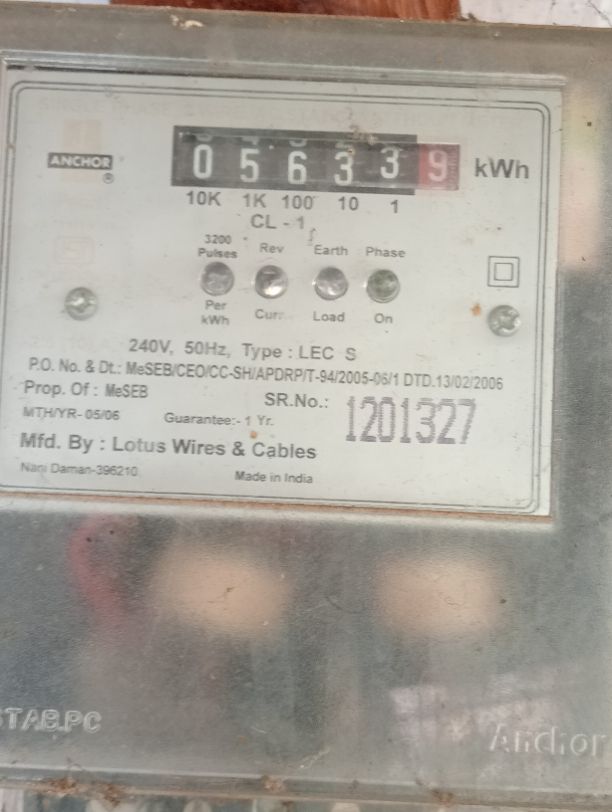 ANCHOR
®
0 5 6 3 3 9 kWh
10K 1K 100 10 1
CL - 1
3200 Pulses Rev Earth Phase
Per kWh Curr. Load On
240V, 50Hz, Type : LEC S
P.O. No. & Dt.: MeSEB/CEO/CC-SH/APDRP/T-94/2005-06/1 DTD.13/02/2006
Prop. Of : MeSEB
SR.No.: 1201327
MTH/YR- 05/06 Guarantee:- 1 Yr.
Mfd. By : Lotus Wires & Cables
Nani Daman-396210 Made in India
STAB.PC
Anchor